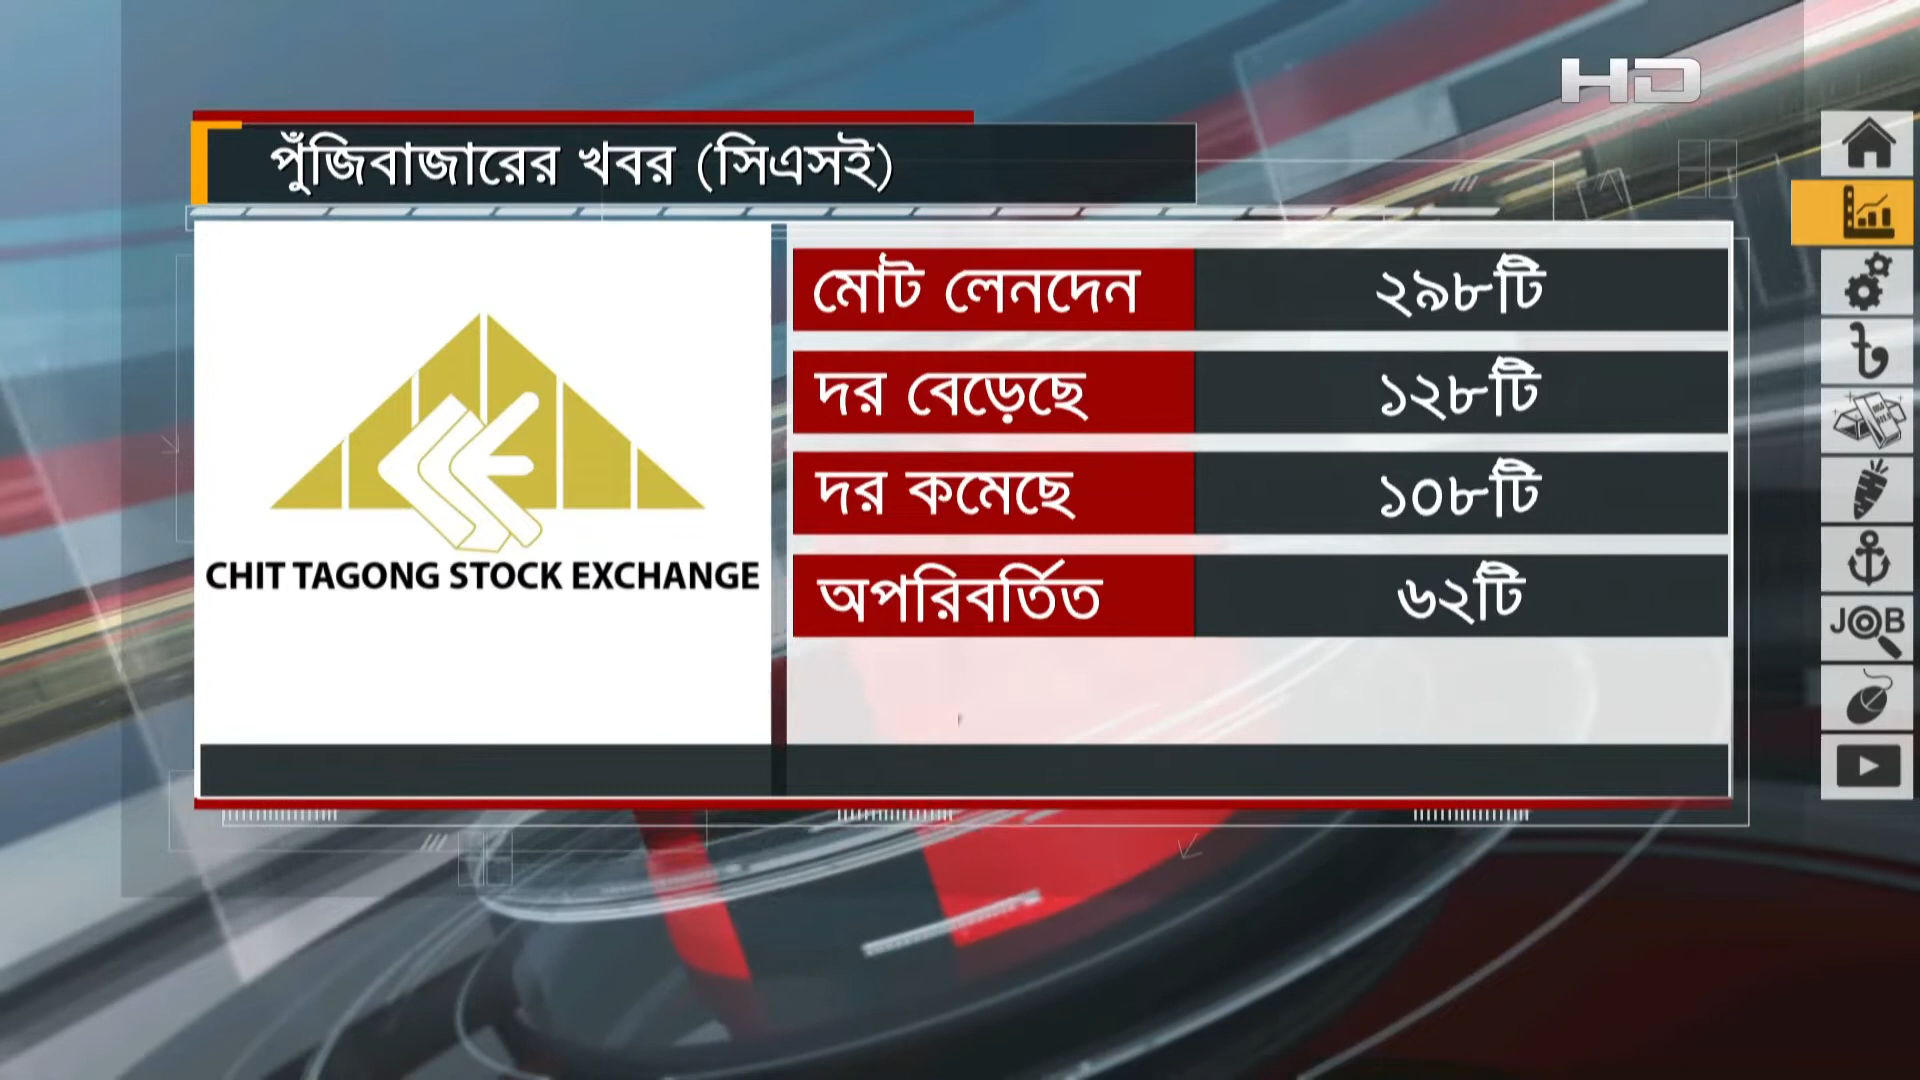 HD
পুঁজিবাজারের খবর (সিএসই)
মোট লেনদেন ২৯৮টি
দর বেড়েছে ১২৮টি
দর কমেছে ১০৮টি
অপরিবর্তিত ৬২টি
CHIT TAGONG STOCK EXCHANGE
৳
JOB